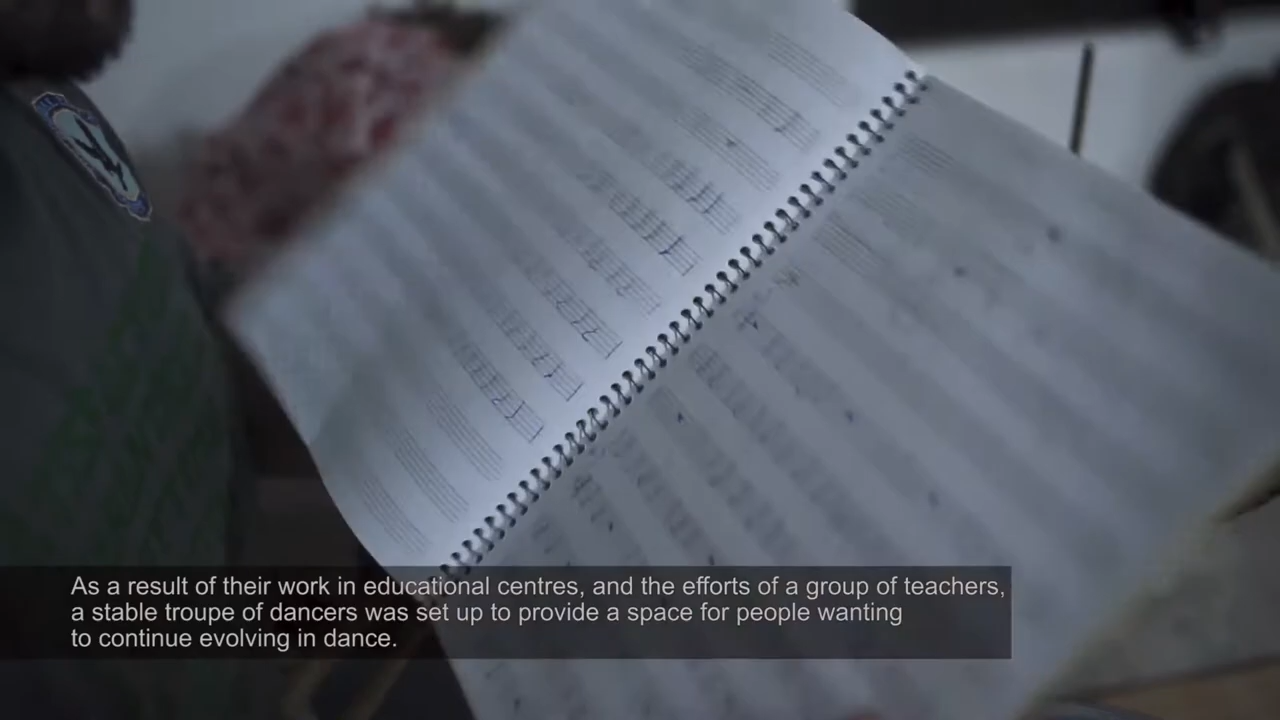 As a result of their work in educational centres, and the efforts of a group of teachers,
a stable troupe of dancers was set up to provide a space for people wanting
to continue evolving in dance.